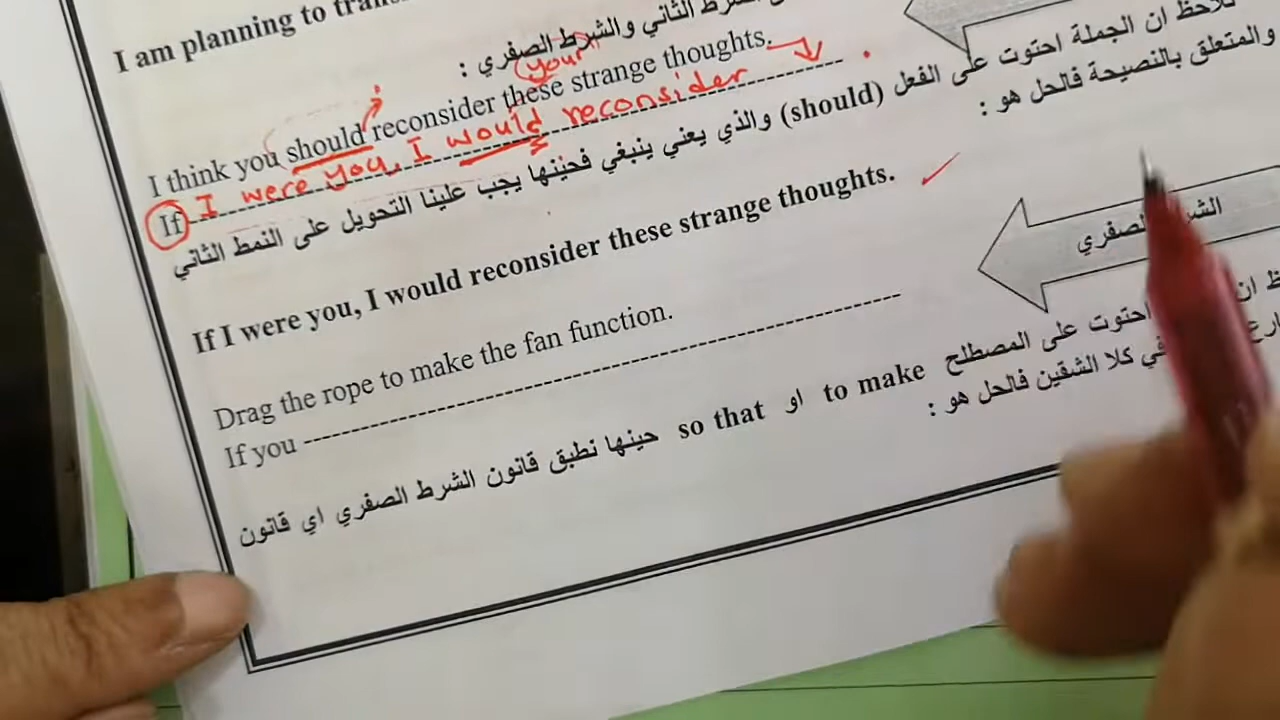 I am planning to
الشرط الثاني والشرط الصفري :
your
I think you should reconsider these strange thoughts.
If I were you, I would reconsider
نلاحظ ان الجملة احتوت على الفعل (should) والذي يعني ينبغي فحينها يجب علينا التحويل على النمط الثاني
والمتعلق بالنصيحة فالحل هو :
If I were you, I would reconsider these strange thoughts.
الشرط الصفري
Drag the rope to make the fan function.
If you
ان احتوت على المصطلح to make او so that حينها نطبق قانون الشرط الصفري اي قانون
في كلا الشقين فالحل هو :